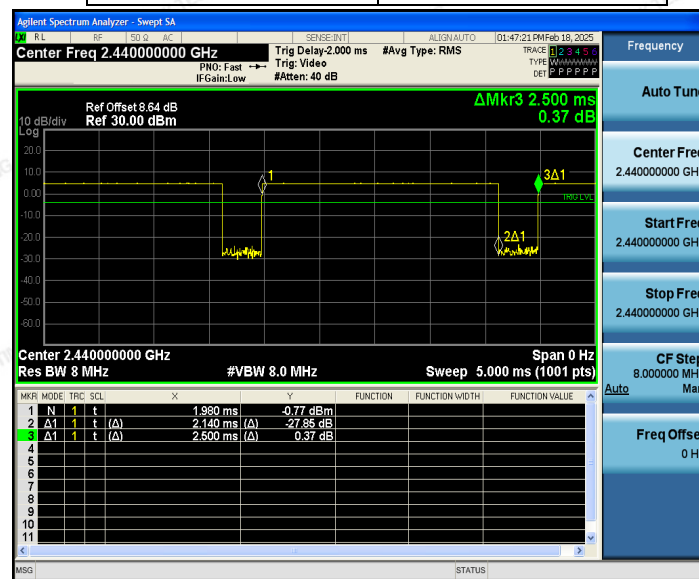 Agilent Spectrum Analyzer - Swept SA
LXI RL RF 50 Ω AC SENSE:INT ALIGNAUTO 01:47:21 PM Feb 18, 2025
Center Freq 2.440000000 GHz
PNO: Fast
IFGain:Low
Trig Delay-2.000 ms
Trig: Video
#Atten: 40 dB
#Avg Type: RMS
TRACE 1 2 3 4 5 6
TYPE W
DET P P P P P P
Frequency
Auto Tun
Center Fre
2.440000000 GH
Start Fre
2.440000000 GH
Stop Fre
2.440000000 GH
CF Step
8.000000 MH
Auto Ma
Freq Offse
0 H
ΔMkr3 2.500 ms
0.37 dB
Ref Offset 8.64 dB
10 dB/div Ref 30.00 dBm
Log
20.0
10.0
0.00
-10.0
-20.0
-30.0
-40.0
-50.0
-60.0
1
3Δ1
TRIG LVL
2Δ1
Center 2.440000000 GHz Span 0 Hz
Res BW 8 MHz #VBW 8.0 MHz Sweep 5.000 ms (1001 pts)
MKR MODE TRC SCL X Y FUNCTION FUNCTION WIDTH FUNCTION VALUE
1 N 1 t 1.980 ms -0.77 dBm
2 Δ1 1 t (Δ) 2.140 ms (Δ) -27.85 dB
3 Δ1 1 t (Δ) 2.500 ms (Δ) 0.37 dB
4
5
6
7
8
9
10
11
MSG STATUS